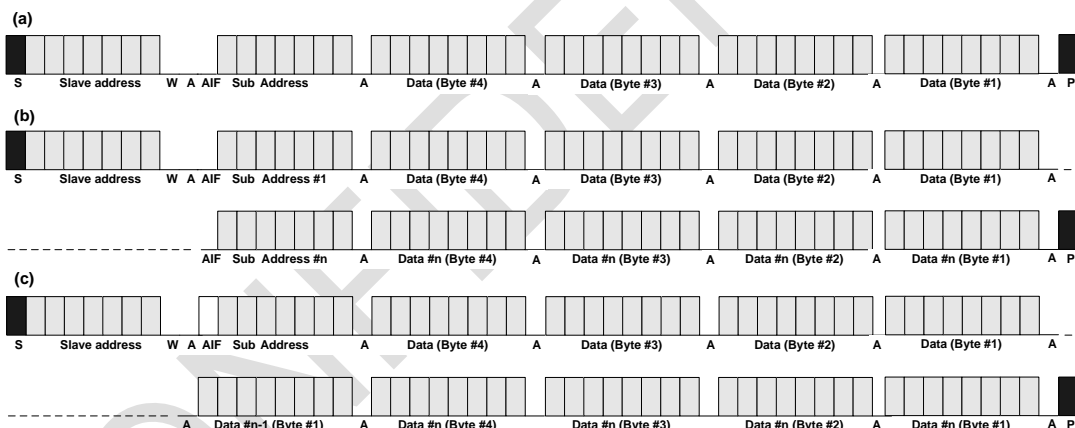 (a)
S Slave address W A AIF Sub Address A Data (Byte #4) A Data (Byte #3) A Data (Byte #2) A Data (Byte #1) A P
(b)
S Slave address W A AIF Sub Address #1 A Data (Byte #4) A Data (Byte #3) A Data (Byte #2) A Data (Byte #1) A
AIF Sub Address #n A Data #n (Byte #4) A Data #n (Byte #3) A Data #n (Byte #2) A Data #n (Byte #1) A P
(c)
S Slave address W A AIF Sub Address A Data (Byte #4) A Data (Byte #3) A Data (Byte #2) A Data (Byte #1) A
A Data #n-1 (Byte #1) A Data #n (Byte #4) A Data #n (Byte #3) A Data #n (Byte #2) A Data #n (Byte #1) A P